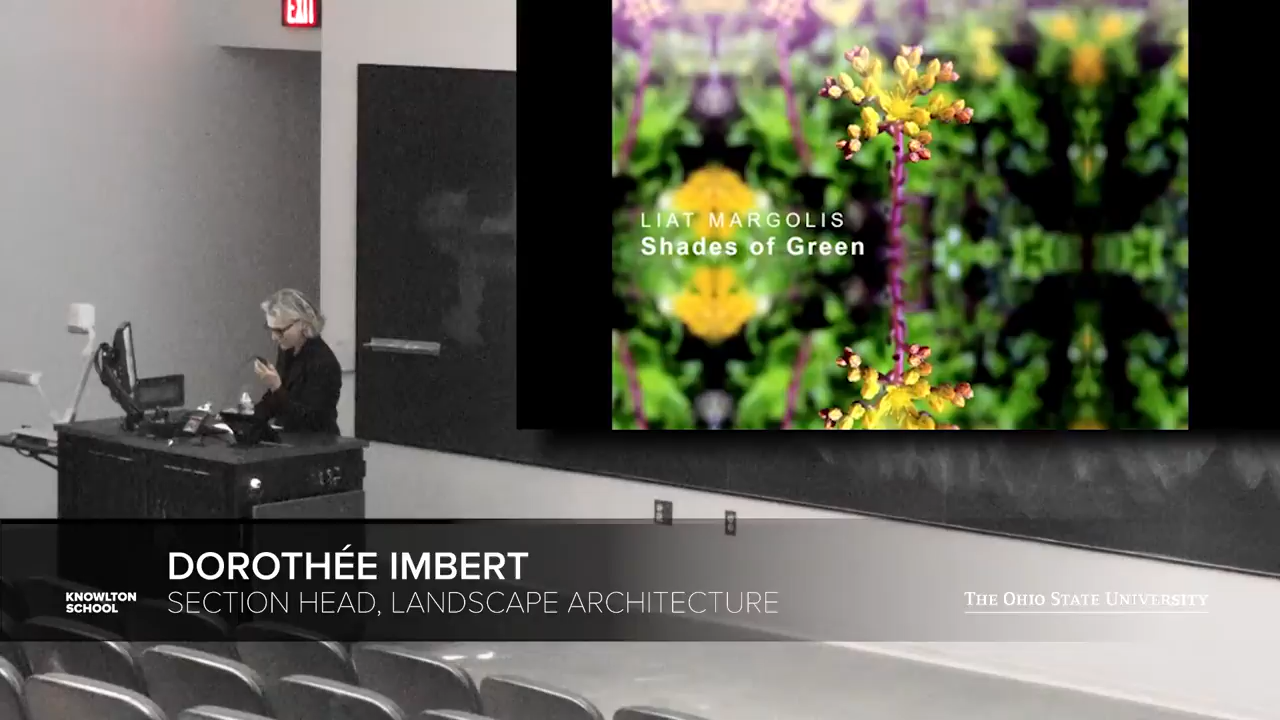 EXIT
LIAT MARGOLIS
Shades of Green
DOROTHÉE IMBERT
SECTION HEAD, LANDSCAPE ARCHITECTURE
KNOWLTON
SCHOOL
THE OHIO STATE UNIVERSITY